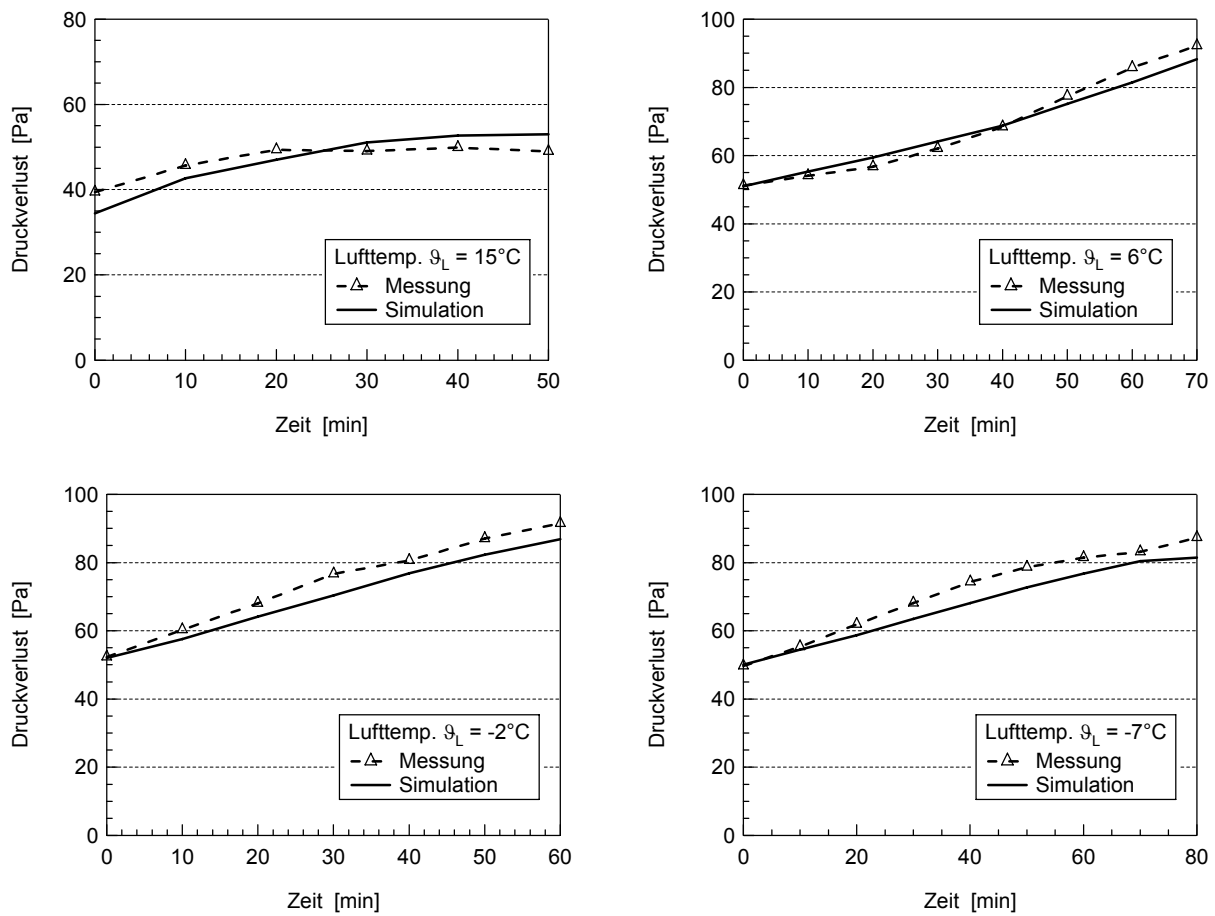 80
60
40
20
0
Druckverlust [Pa]
Lufttemp. ϑL = 15°C
Messung
Simulation
0 10 20 30 40 50
Zeit [min]
100
80
60
40
20
0
Druckverlust [Pa]
Lufttemp. ϑL = 6°C
Messung
Simulation
0 10 20 30 40 50 60 70
Zeit [min]
100
80
60
40
20
0
Druckverlust [Pa]
Lufttemp. ϑL = -2°C
Messung
Simulation
0 10 20 30 40 50 60
Zeit [min]
100
80
60
40
20
0
Druckverlust [Pa]
Lufttemp. ϑL = -7°C
Messung
Simulation
0 20 40 60 80
Zeit [min]